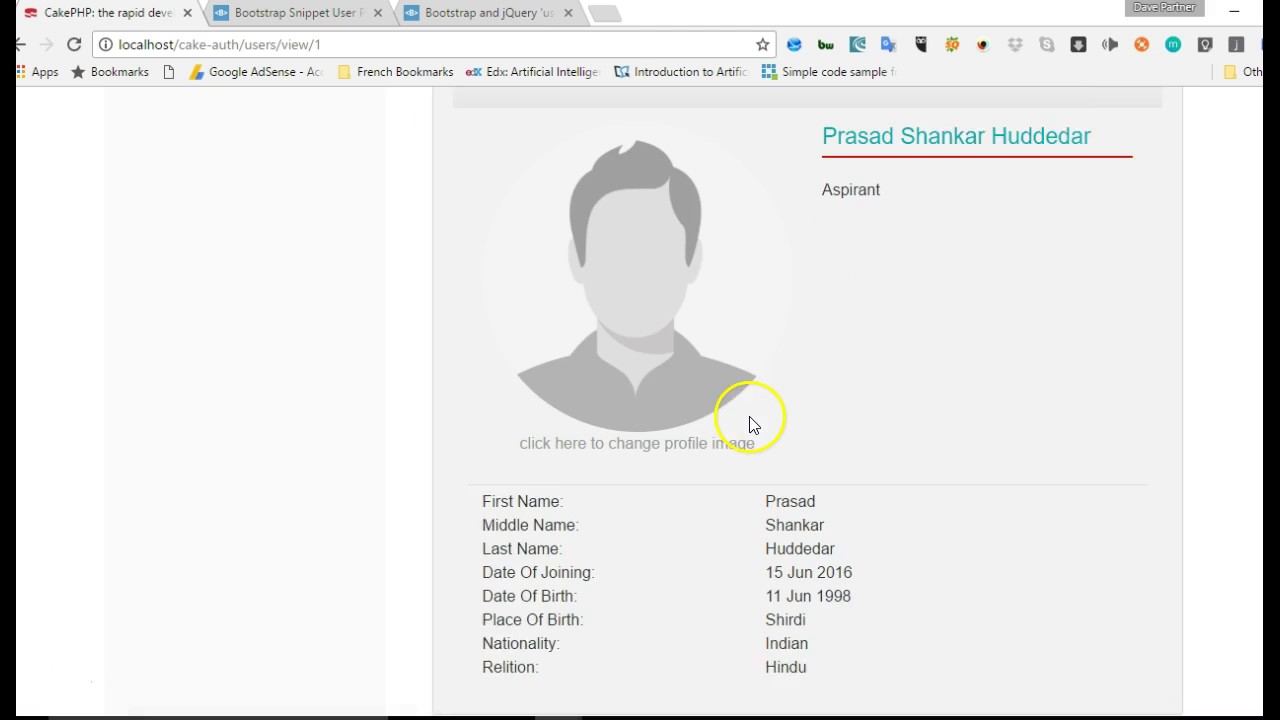 Dave Partner
CakePHP: the rapid deve
Bootstrap Snippet User P
Bootstrap and jQuery 'us
localhost/cake-auth/users/view/1
Apps Bookmarks Google AdSense - Acc French Bookmarks edX Edx: Artificial Intellige Introduction to Artific Simple code sample f Oth
Prasad Shankar Huddedar
Aspirant
click here to change profile image
First Name: Prasad
Middle Name: Shankar
Last Name: Huddedar
Date Of Joining: 15 Jun 2016
Date Of Birth: 11 Jun 1998
Place Of Birth: Shirdi
Nationality: Indian
Relition: Hindu